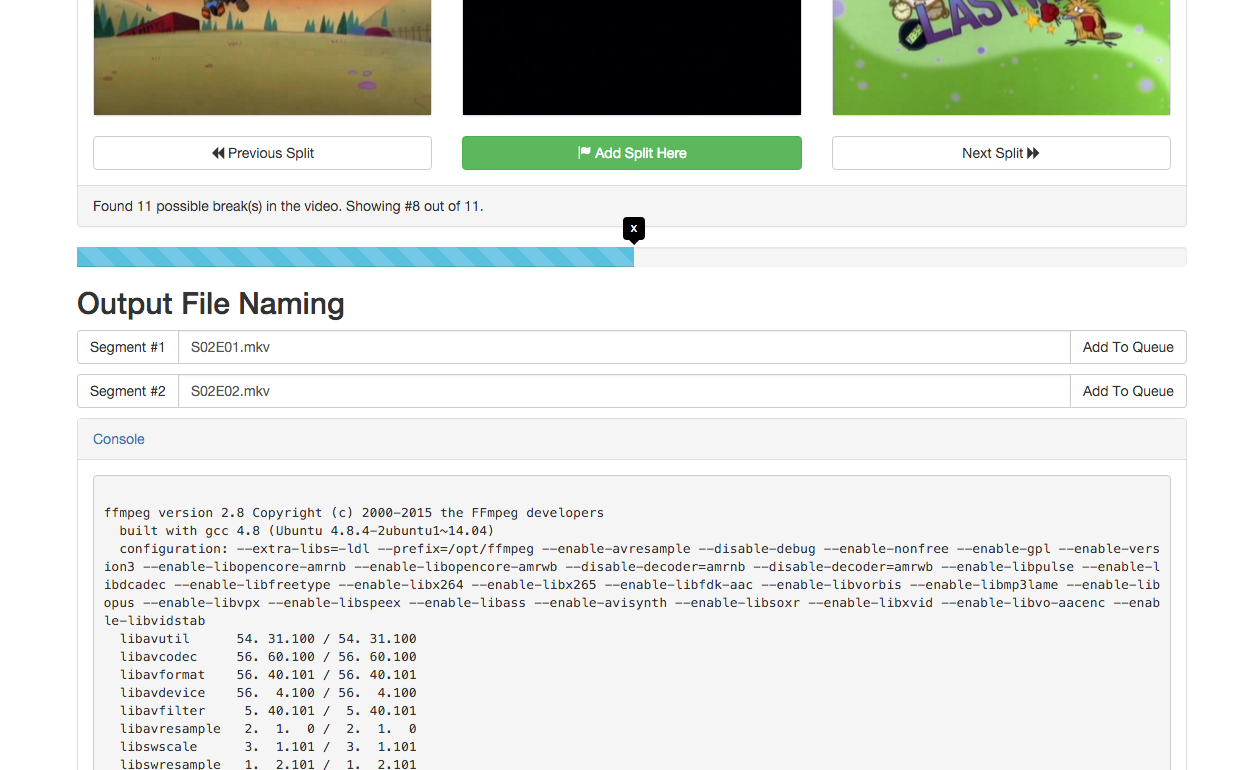 LAST
Previous Split
Add Split Here
Next Split
Found 11 possible break(s) in the video. Showing #8 out of 11.
x
Output File Naming
Segment #1 S02E01.mkv Add To Queue
Segment #2 S02E02.mkv Add To Queue
Console
ffmpeg version 2.8 Copyright (c) 2000-2015 the FFmpeg developers
built with gcc 4.8 (Ubuntu 4.8.4-2ubuntu1~14.04)
configuration: --extra-libs=-ldl --prefix=/opt/ffmpeg --enable-avresample --disable-debug --enable-nonfree --enable-gpl --enable-vers
ion3 --enable-libopencore-amrnb --enable-libopencore-amrwb --disable-decoder=amrnb --disable-decoder=amrwb --enable-libpulse --enable-l
ibdcadec --enable-libfreetype --enable-libx264 --enable-libx265 --enable-libfdk-aac --enable-libvorbis --enable-libmp3lame --enable-lib
opus --enable-libvpx --enable-libspeex --enable-libass --enable-avisynth --enable-libsoxr --enable-libxvid --enable-libvo-aacenc --enab
le-libvidstab
libavutil 54. 31.100 / 54. 31.100
libavcodec 56. 60.100 / 56. 60.100
libavformat 56. 40.101 / 56. 40.101
libavdevice 56. 4.100 / 56. 4.100
libavfilter 5. 40.101 / 5. 40.101
libavresample 2. 1. 0 / 2. 1. 0
libswscale 3. 1.101 / 3. 1.101
libswresample 1. 2.101 / 1. 2.101